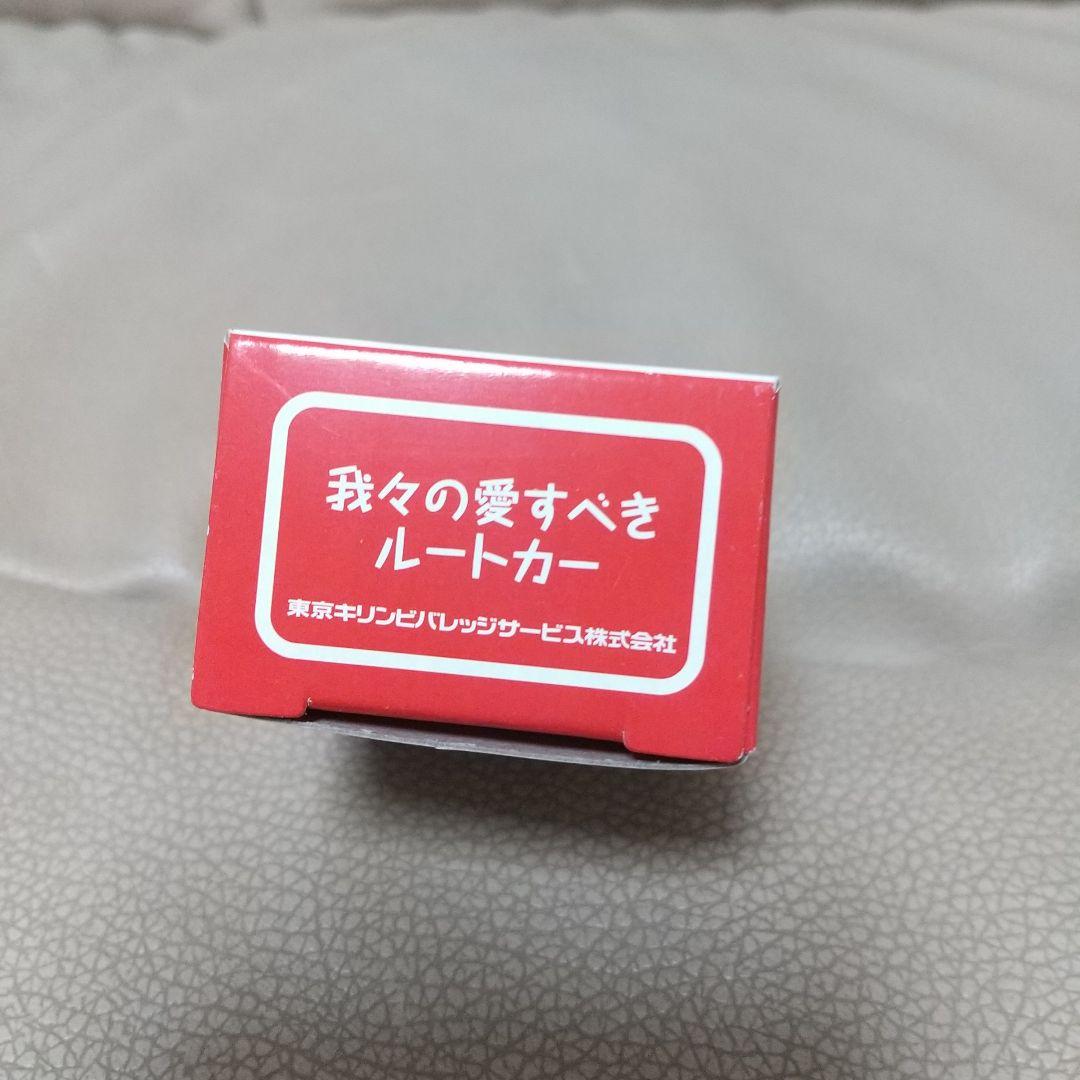 我々の愛すべき
ルートカー
東京キリンビバレッジサービス株式会社